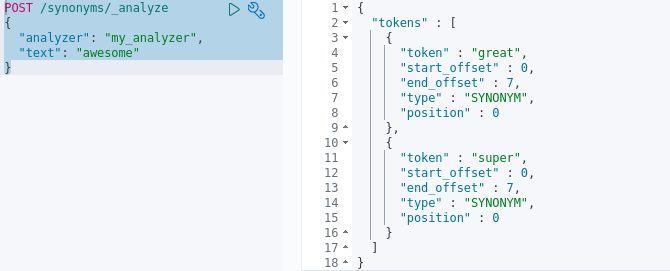 POST /synonyms/_analyze
{
  "analyzer": "my_analyzer",
  "text": "awesome"
}
1 {
2   "tokens" : [
3     {
4       "token" : "great",
5       "start_offset" : 0,
6       "end_offset" : 7,
7       "type" : "SYNONYM",
8       "position" : 0
9     },
10     {
11       "token" : "super",
12       "start_offset" : 0,
13       "end_offset" : 7,
14       "type" : "SYNONYM",
15       "position" : 0
16     }
17   ]
18 }